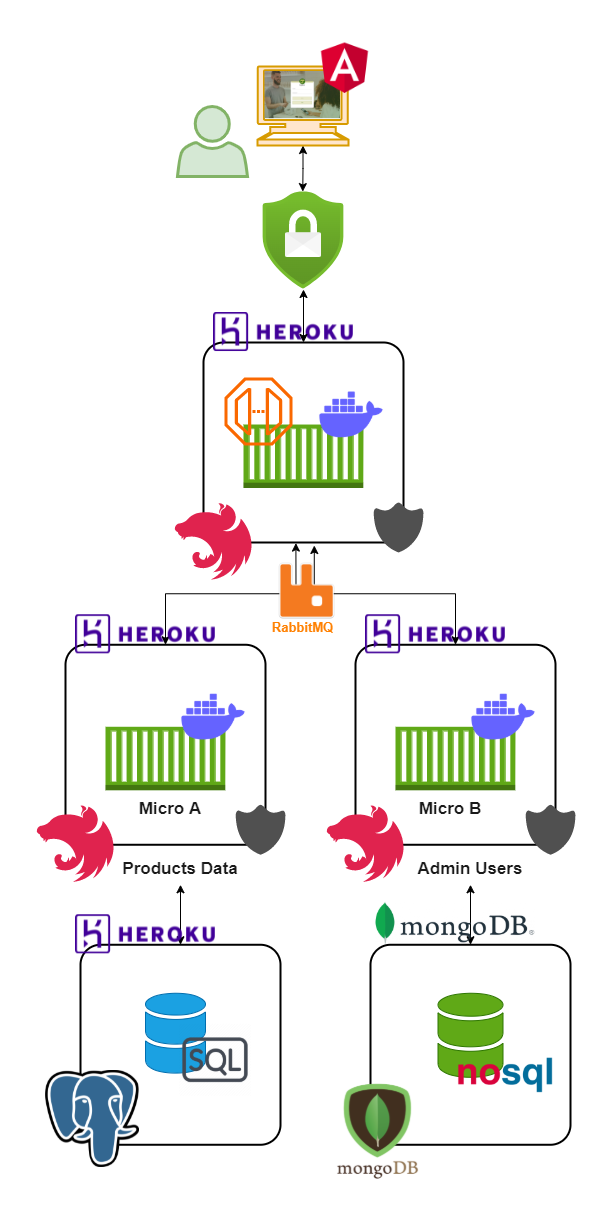 A
HEROKU
RabbitMQ
HEROKU
HEROKU
Micro A
Micro B
Products Data
Admin Users
HEROKU
mongoDB®
SQL
nosql
mongoDB